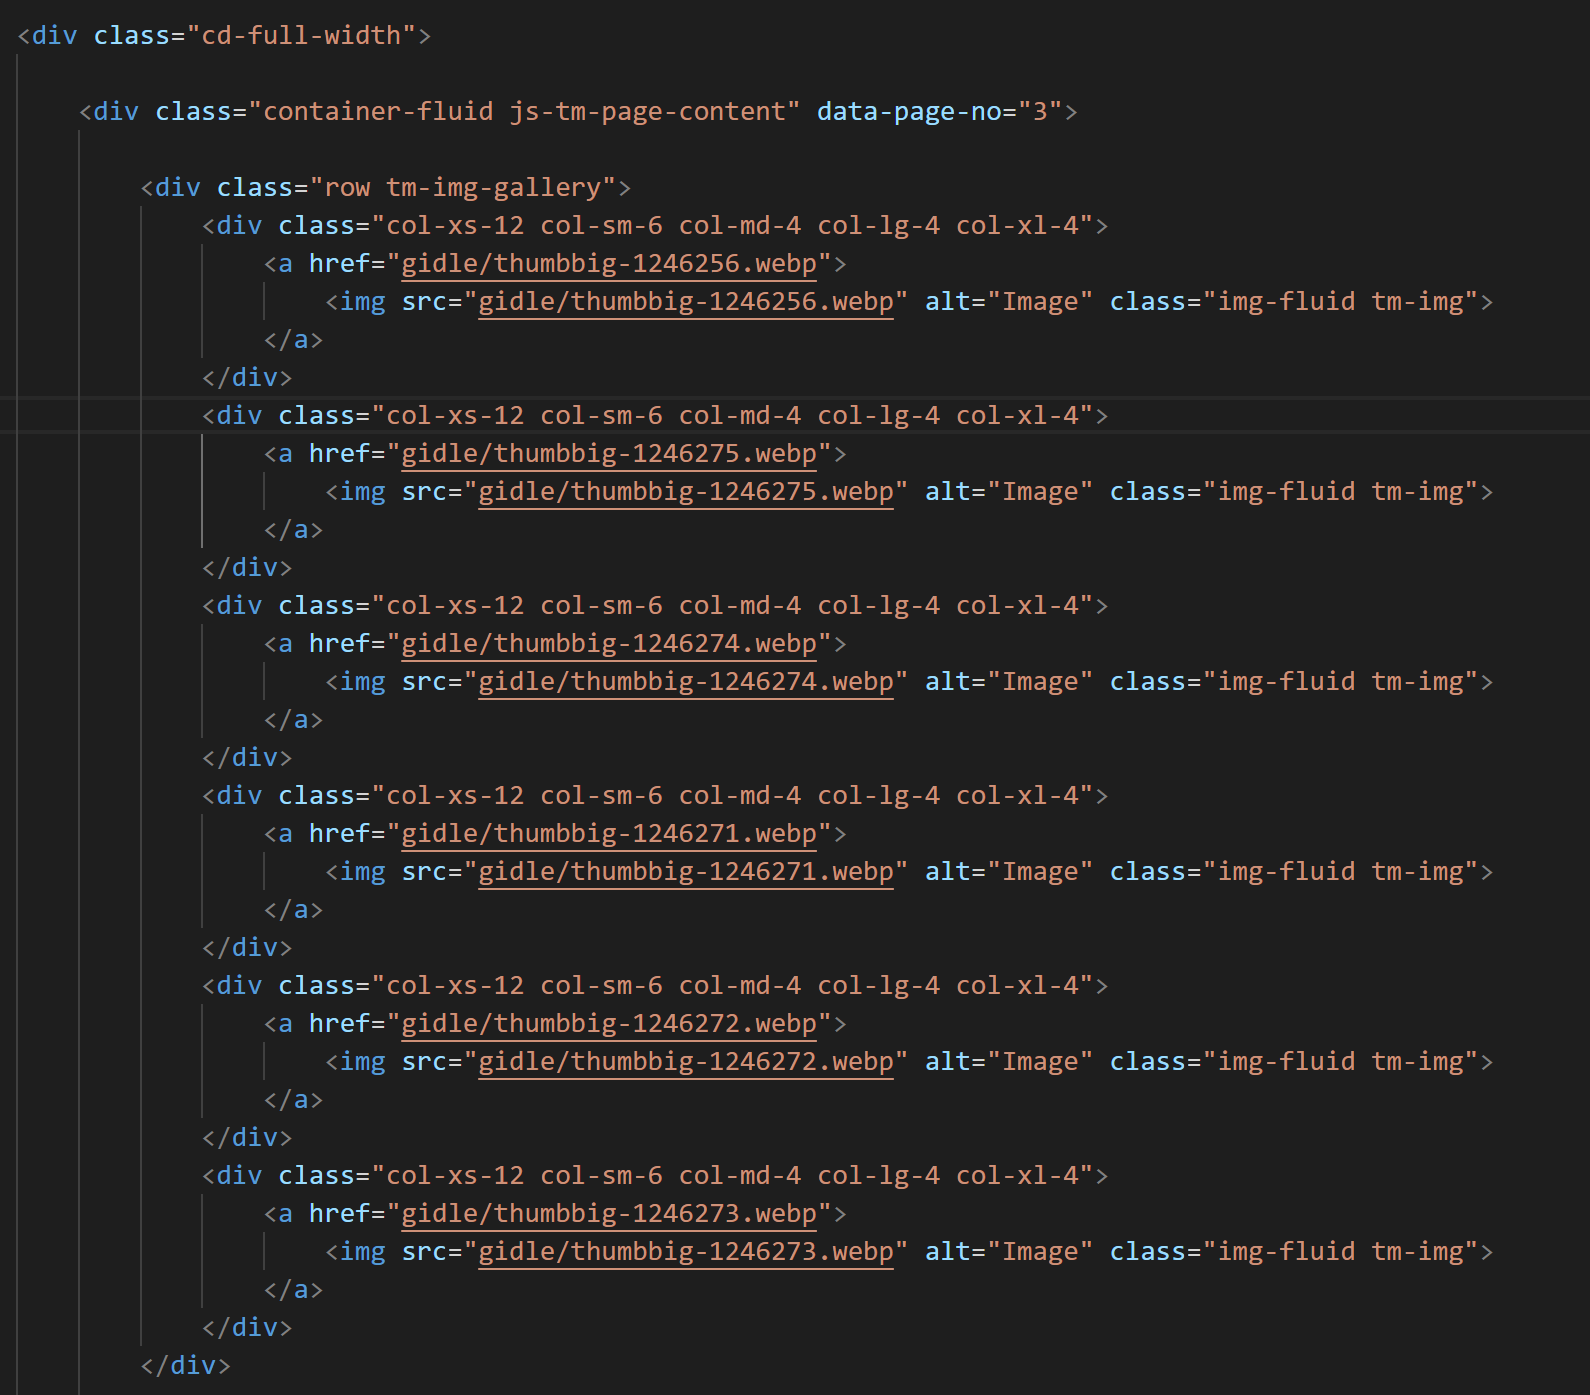 <div class="cd-full-width">
<div class="container-fluid js-tm-page-content" data-page-no="3">
<div class="row tm-img-gallery">
<div class="col-xs-12 col-sm-6 col-md-4 col-lg-4 col-xl-4">
<a href="gidle/thumbbig-1246256.webp">
<img src="gidle/thumbbig-1246256.webp" alt="Image" class="img-fluid tm-img">
</a>
</div>
<div class="col-xs-12 col-sm-6 col-md-4 col-lg-4 col-xl-4">
<a href="gidle/thumbbig-1246275.webp">
<img src="gidle/thumbbig-1246275.webp" alt="Image" class="img-fluid tm-img">
</a>
</div>
<div class="col-xs-12 col-sm-6 col-md-4 col-lg-4 col-xl-4">
<a href="gidle/thumbbig-1246274.webp">
<img src="gidle/thumbbig-1246274.webp" alt="Image" class="img-fluid tm-img">
</a>
</div>
<div class="col-xs-12 col-sm-6 col-md-4 col-lg-4 col-xl-4">
<a href="gidle/thumbbig-1246271.webp">
<img src="gidle/thumbbig-1246271.webp" alt="Image" class="img-fluid tm-img">
</a>
</div>
<div class="col-xs-12 col-sm-6 col-md-4 col-lg-4 col-xl-4">
<a href="gidle/thumbbig-1246272.webp">
<img src="gidle/thumbbig-1246272.webp" alt="Image" class="img-fluid tm-img">
</a>
</div>
<div class="col-xs-12 col-sm-6 col-md-4 col-lg-4 col-xl-4">
<a href="gidle/thumbbig-1246273.webp">
<img src="gidle/thumbbig-1246273.webp" alt="Image" class="img-fluid tm-img">
</a>
</div>
</div>